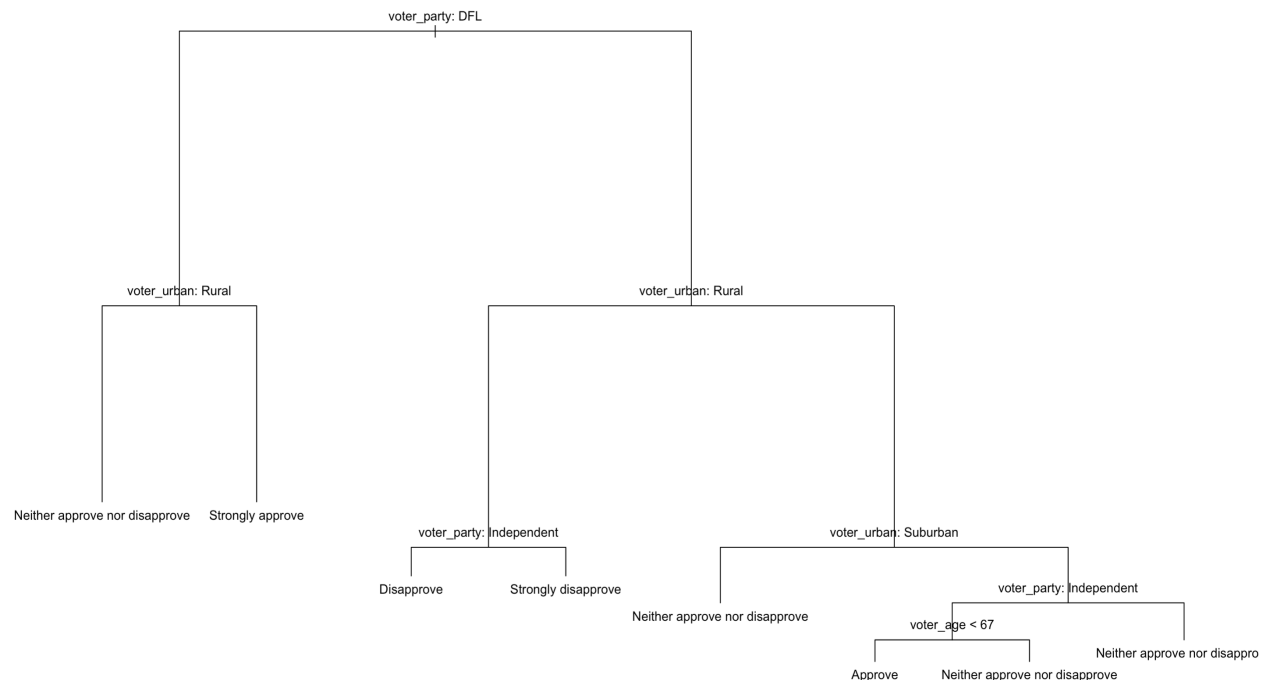 voter_party: DFL
voter_urban: Rural
voter_urban: Rural
Neither approve nor disapprove
Strongly approve
voter_party: Independent
voter_urban: Suburban
Disapprove
Strongly disapprove
Neither approve nor disapprove
voter_party: Independent
voter_age < 67
Neither approve nor disappro
Approve
Neither approve nor disapprove